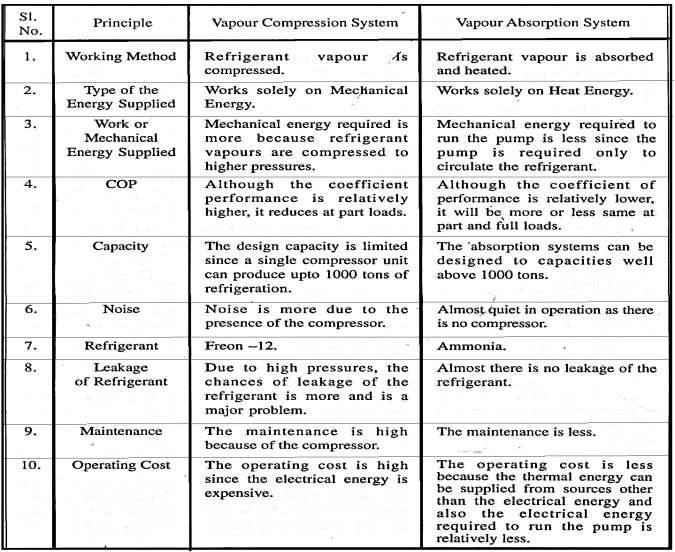 Sl. No. | Principle | Vapour Compression System | Vapour Absorption System
1. | Working Method | Refrigerant vapour is compressed. | Refrigerant vapour is absorbed and heated.
2. | Type of the Energy Supplied | Works solely on Mechanical Energy. | Works solely on Heat Energy.
3. | Work or Mechanical Energy Supplied | Mechanical energy required is more because refrigerant vapours are compressed to higher pressures. | Mechanical energy required to run the pump is less since the pump is required only to circulate the refrigerant.
4. | COP | Although the coefficient performance is relatively higher, it reduces at part loads. | Although the coefficient of performance is relatively lower, it will be more or less same at part and full loads.
5. | Capacity | The design capacity is limited since a single compressor unit can produce upto 1000 tons of refrigeration. | The absorption systems can be designed to capacities well above 1000 tons.
6. | Noise | Noise is more due to the presence of the compressor. | Almost quiet in operation as there is no compressor.
7. | Refrigerant | Freon –12. | Ammonia.
8. | Leakage of Refrigerant | Due to high pressures, the chances of leakage of the refrigerant is more and is a major problem. | Almost there is no leakage of the refrigerant.
9. | Maintenance | The maintenance is high because of the compressor. | The maintenance is less.
10. | Operating Cost | The operating cost is high since the electrical energy is expensive. | The operating cost is less because the thermal energy can be supplied from sources other than the electrical energy and also the electrical energy required to run the pump is relatively less.